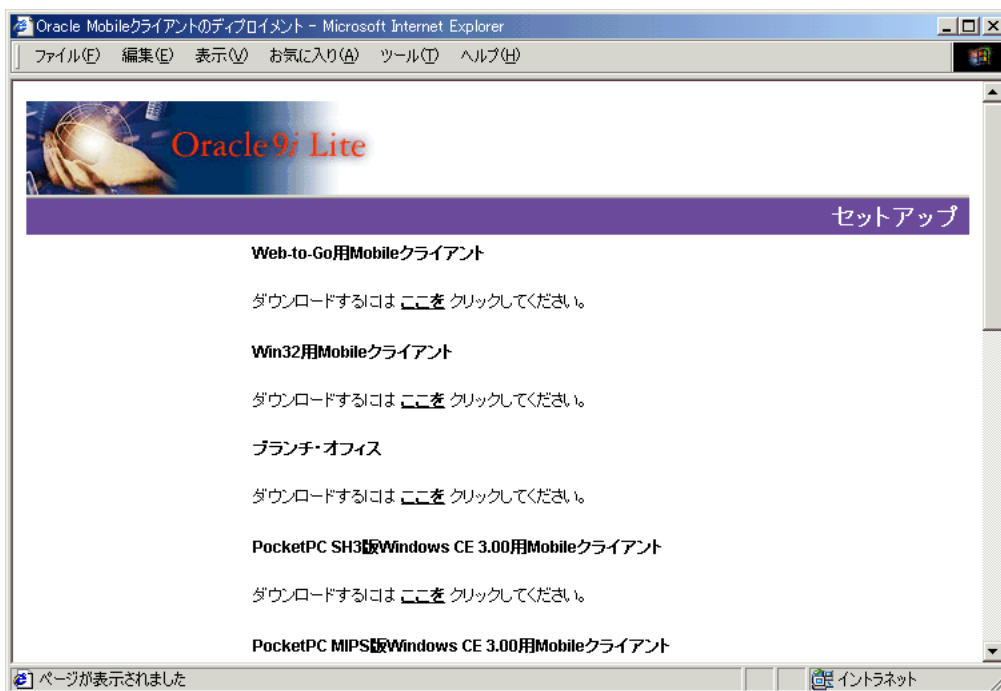 Oracle Mobileクライアントのディプロイメント - Microsoft Internet Explorer
ファイル(F) 編集(E) 表示(V) お気に入り(A) ツール(T) ヘルプ(H)
Oracle9i Lite
セットアップ
Web-to-Go用Mobileクライアント
ダウンロードするには ここを クリックしてください。
Win32用Mobileクライアント
ダウンロードするには ここを クリックしてください。
ブランチ・オフィス
ダウンロードするには ここを クリックしてください。
PocketPC SH3版Windows CE 3.00用Mobileクライアント
ダウンロードするには ここを クリックしてください。
PocketPC MIPS版Windows CE 3.00用Mobileクライアント
ページが表示されました
イントラネット